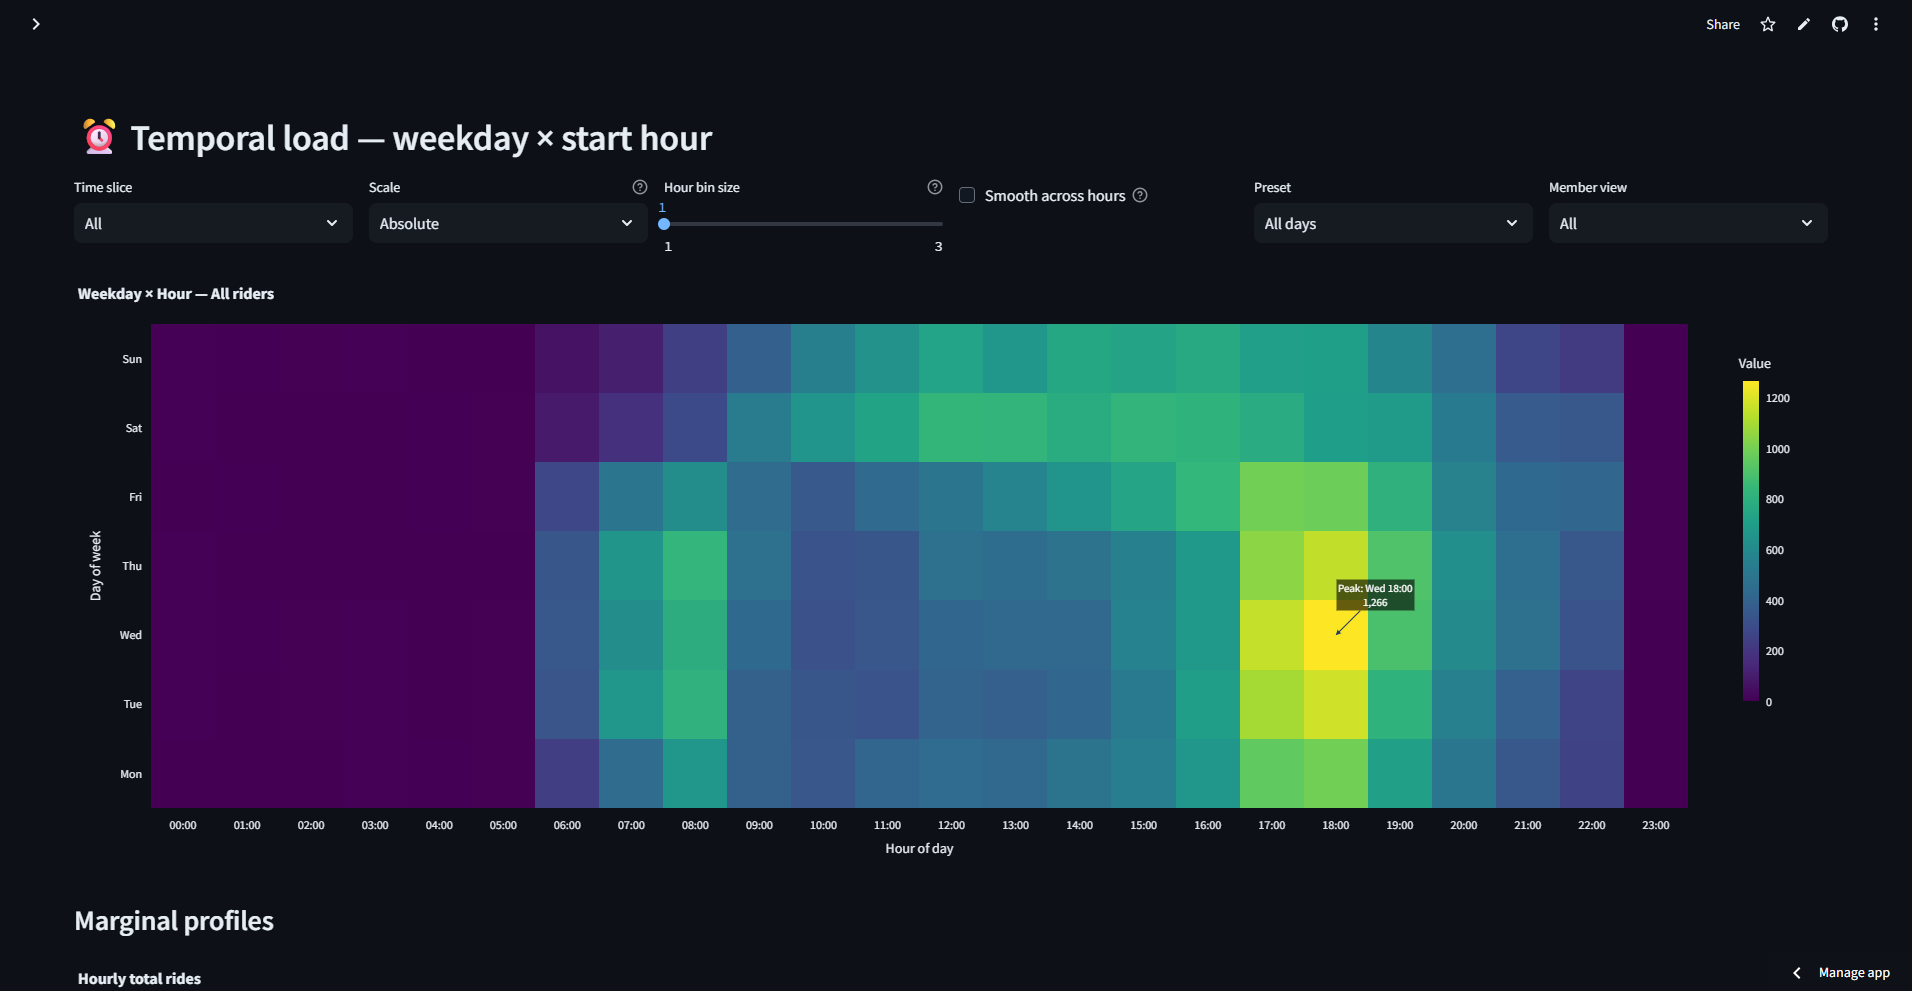 Share
Temporal load — weekday × start hour
Time slice
All
Scale
Absolute
Hour bin size
1
1 3
Smooth across hours
Preset
All days
Member view
All
Weekday × Hour — All riders
Day of week
Sun
Sat
Fri
Thu
Wed
Tue
Mon
Peak: Wed 18:00
1,266
00:00 01:00 02:00 03:00 04:00 05:00 06:00 07:00 08:00 09:00 10:00 11:00 12:00 13:00 14:00 15:00 16:00 17:00 18:00 19:00 20:00 21:00 22:00 23:00
Hour of day
Value
1200
1000
800
600
400
200
0
Marginal profiles
Hourly total rides
Manage app